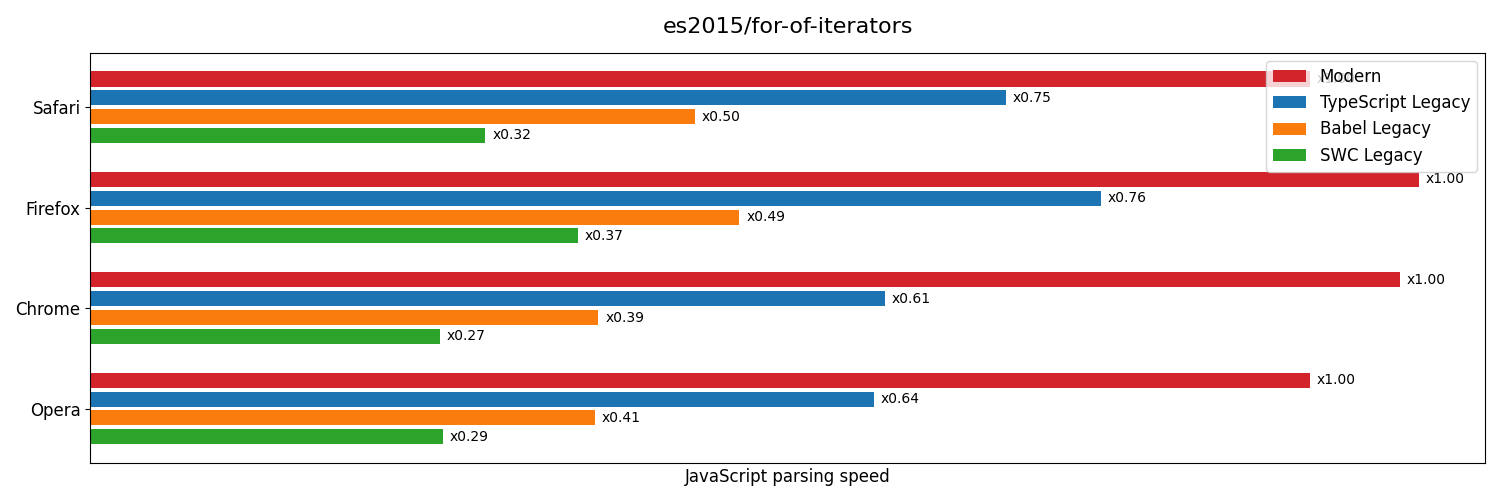 es2015/for-of-iterators
Modern
TypeScript Legacy
Babel Legacy
SWC Legacy
Safari
x0.75
x0.50
x0.32
Firefox
x1.00
x0.76
x0.49
x0.37
Chrome
x1.00
x0.61
x0.39
x0.27
Opera
x1.00
x0.64
x0.41
x0.29
JavaScript parsing speed